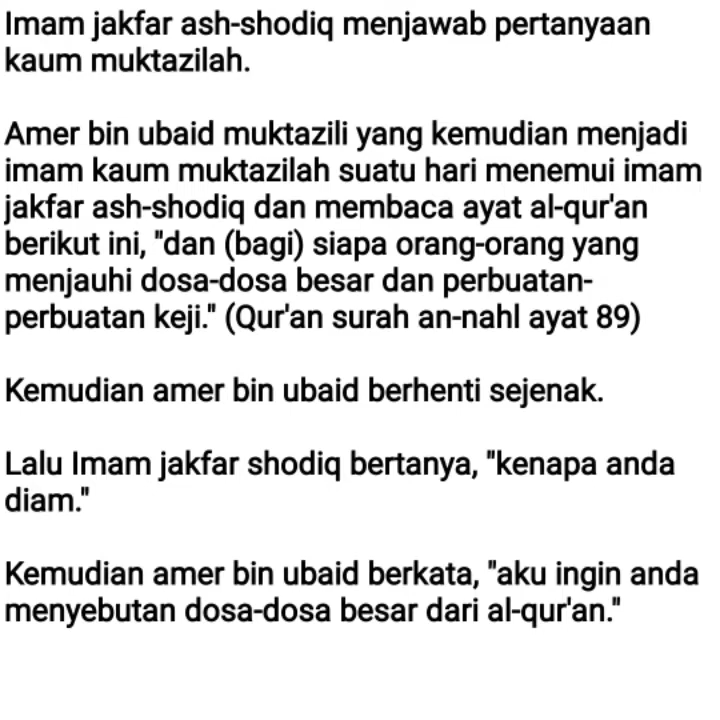 Imam jakfar ash-shodiq menjawab pertanyaan
kaum muktazilah.
Amer bin ubaid muktazili yang kemudian menjadi
imam kaum muktazilah suatu hari menemui imam
jakfar ash-shodiq dan membaca ayat al-qur'an
berikut ini, "dan (bagi) siapa orang-orang yang
menjauhi dosa-dosa besar dan perbuatan-
perbuatan keji." (Qur'an surah an-nahl ayat 89)
Kemudian amer bin ubaid berhenti sejenak.
Lalu Imam jakfar shodiq bertanya, "kenapa anda
diam."
Kemudian amer bin ubaid berkata, "aku ingin anda
menyebutan dosa-dosa besar dari al-qur'an."